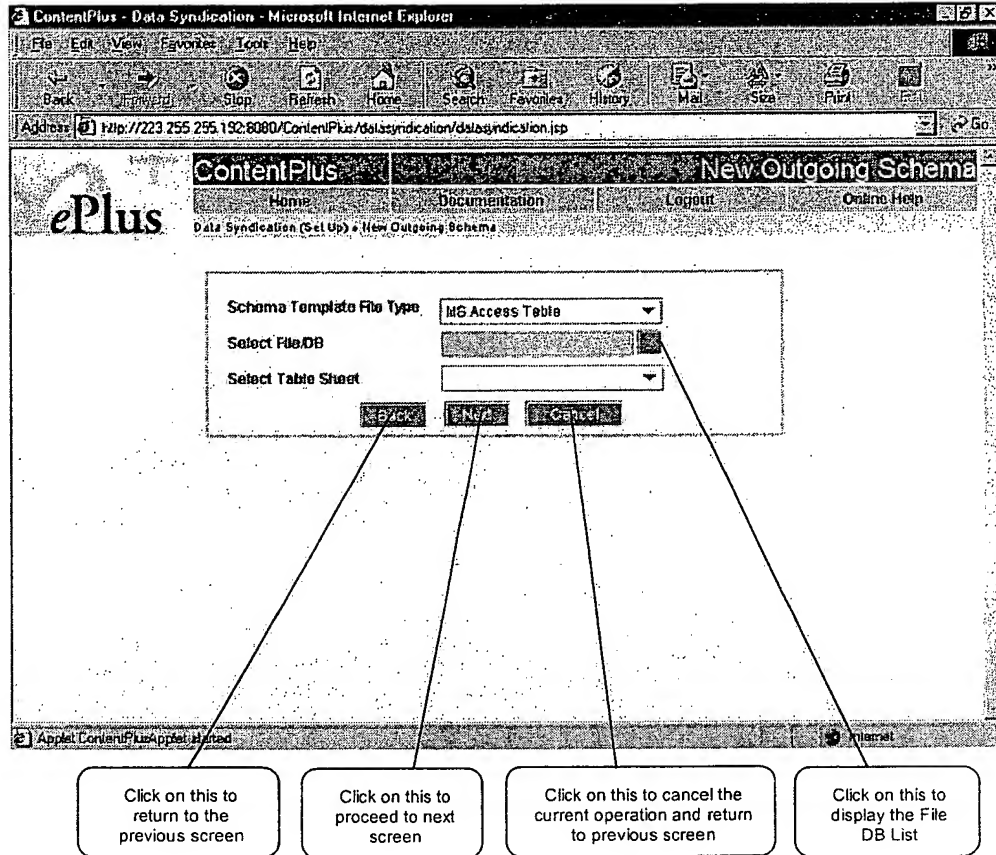 ContentPlus - Data Syndication - Microsoft Internet Explorer
File Edit View Favorites Tools Help
Back Forward Stop Refresh Home Search Favorites History Mail Size Print
Address http://223.255.255.192:8080/ContentPlus/datasyndication/datasyndication.jsp Go
ContentPlus New Outgoing Schema
ePlus
Home Documentation Logout Online Help
Data Syndication (Set Up) New Outgoing Schema
Schema Template File Type MS Access Table
Select File/DB
Select Table Sheet
Back Next Cancel
Applet ContentPlusApplet started Internet
Click on this to
return to the
previous screen
Click on this to
proceed to next
screen
Click on this to cancel the
current operation and return
to previous screen
Click on this to
display the File
DB List